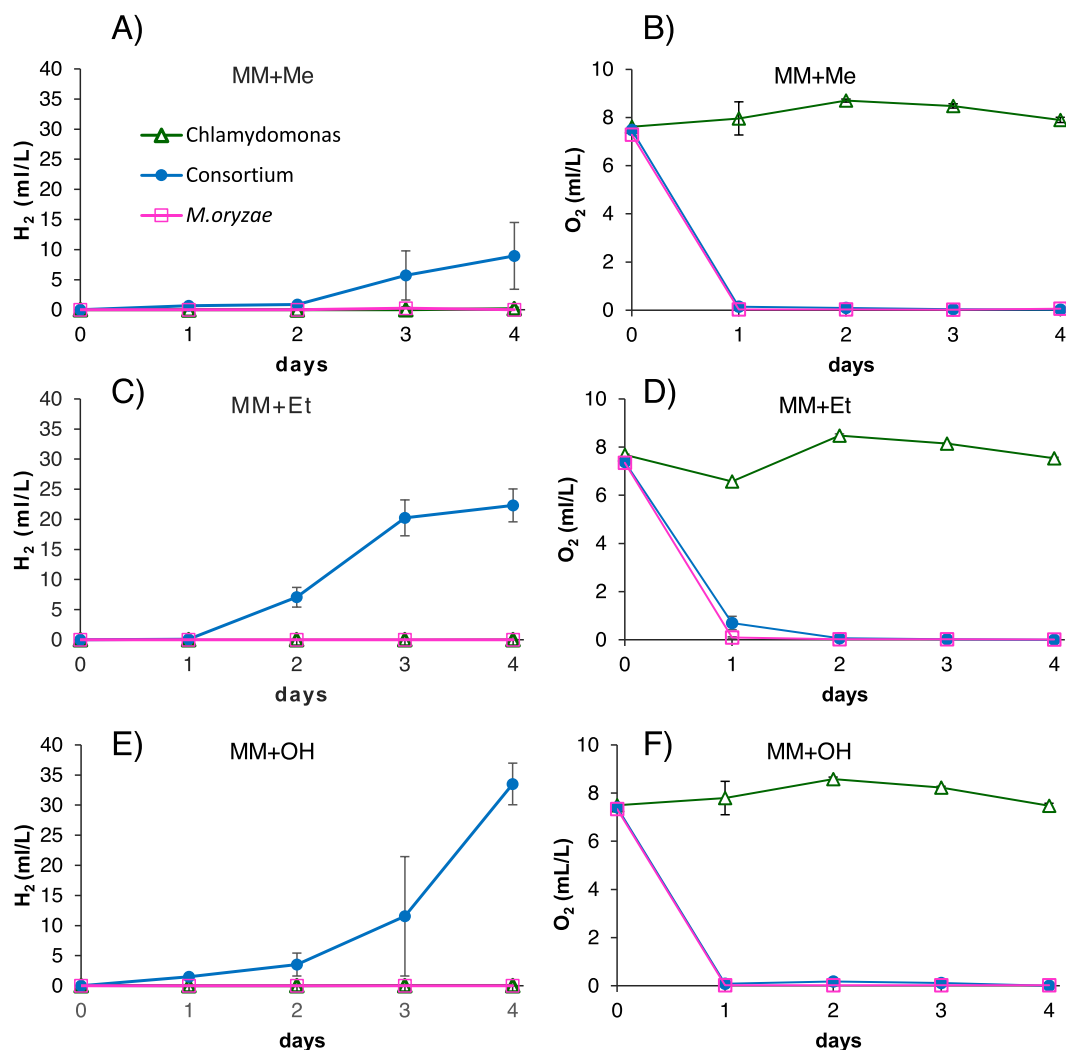 A)
MM+Me
40
35
30
25
20
15
10
5
0
H2 (ml/L)
Chlamydomonas
Consortium
M.oryzae
0 1 2 3 4
days
B)
MM+Me
10
8
6
4
2
0
O2 (ml/L)
0 1 2 3 4
days
C)
MM+Et
40
35
30
25
20
15
10
5
0
H2 (ml/L)
0 1 2 3 4
days
D)
MM+Et
10
8
6
4
2
0
O2 (ml/L)
0 1 2 3 4
days
E)
MM+OH
40
35
30
25
20
15
10
5
0
H2 (ml/L)
0 1 2 3 4
days
F)
MM+OH
10
8
6
4
2
0
O2 (mL/L)
0 1 2 3 4
days